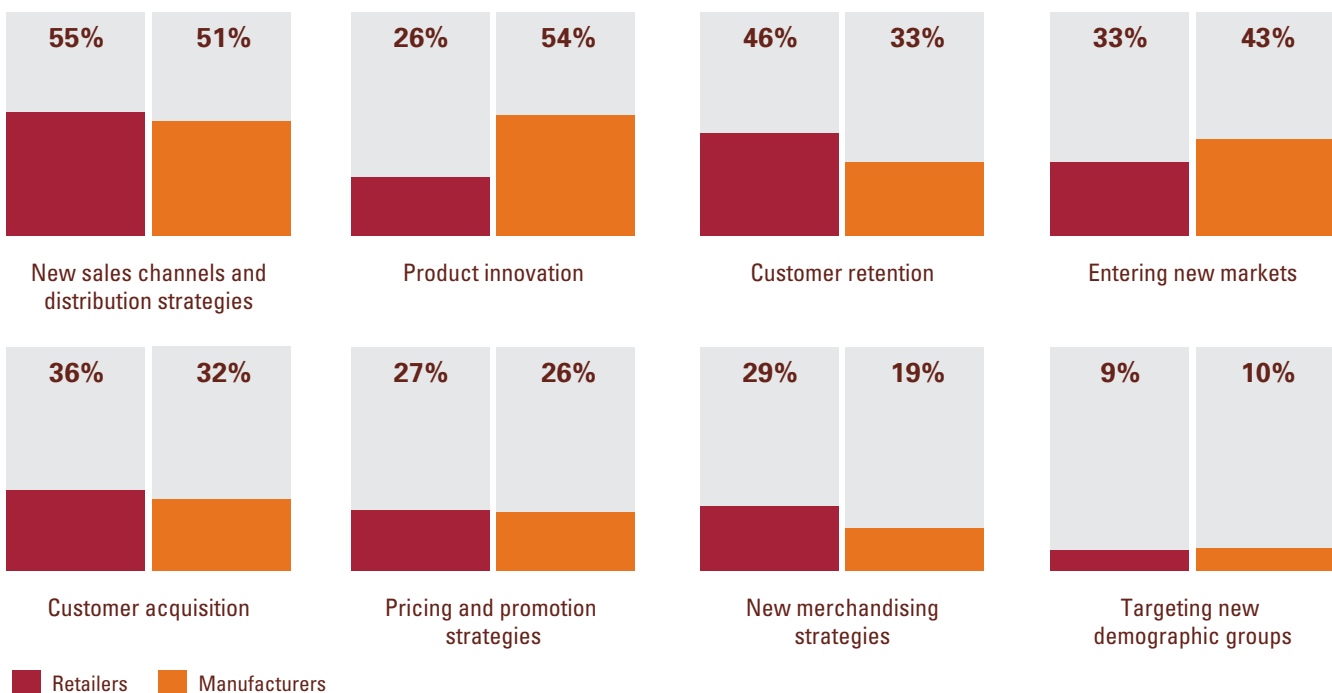 55% 51% 26% 54% 46% 33% 33% 43%
New sales channels and
distribution strategies
Product innovation
Customer retention
Entering new markets
36% 32% 27% 26% 29% 19% 9% 10%
Customer acquisition
Pricing and promotion
strategies
New merchandising
strategies
Targeting new
demographic groups
Retailers Manufacturers